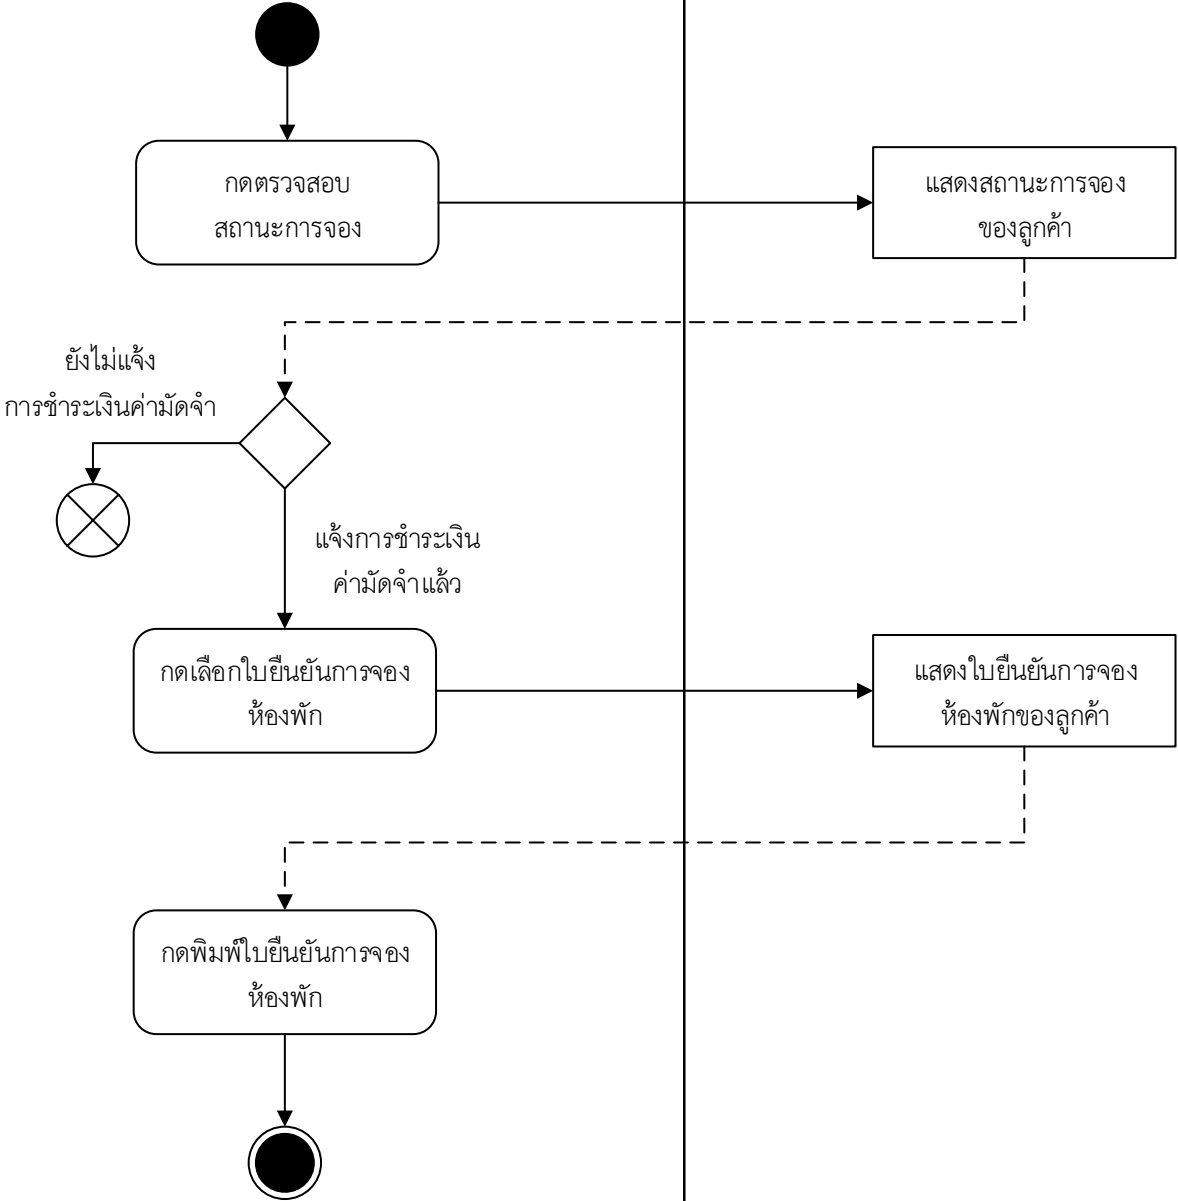 กดตรวจสอบ
สถานะการจอง
แสดงสถานะการจอง
ของลูกค้า
ยังไม่แจ้ง
การชำระเงินค่ามัดจำ
แจ้งการชำระเงิน
ค่ามัดจำแล้ว
กดเลือกใบยืนยันการจอง
ห้องพัก
แสดงใบยืนยันการจอง
ห้องพักของลูกค้า
กดพิมพ์ใบยืนยันการจอง
ห้องพัก